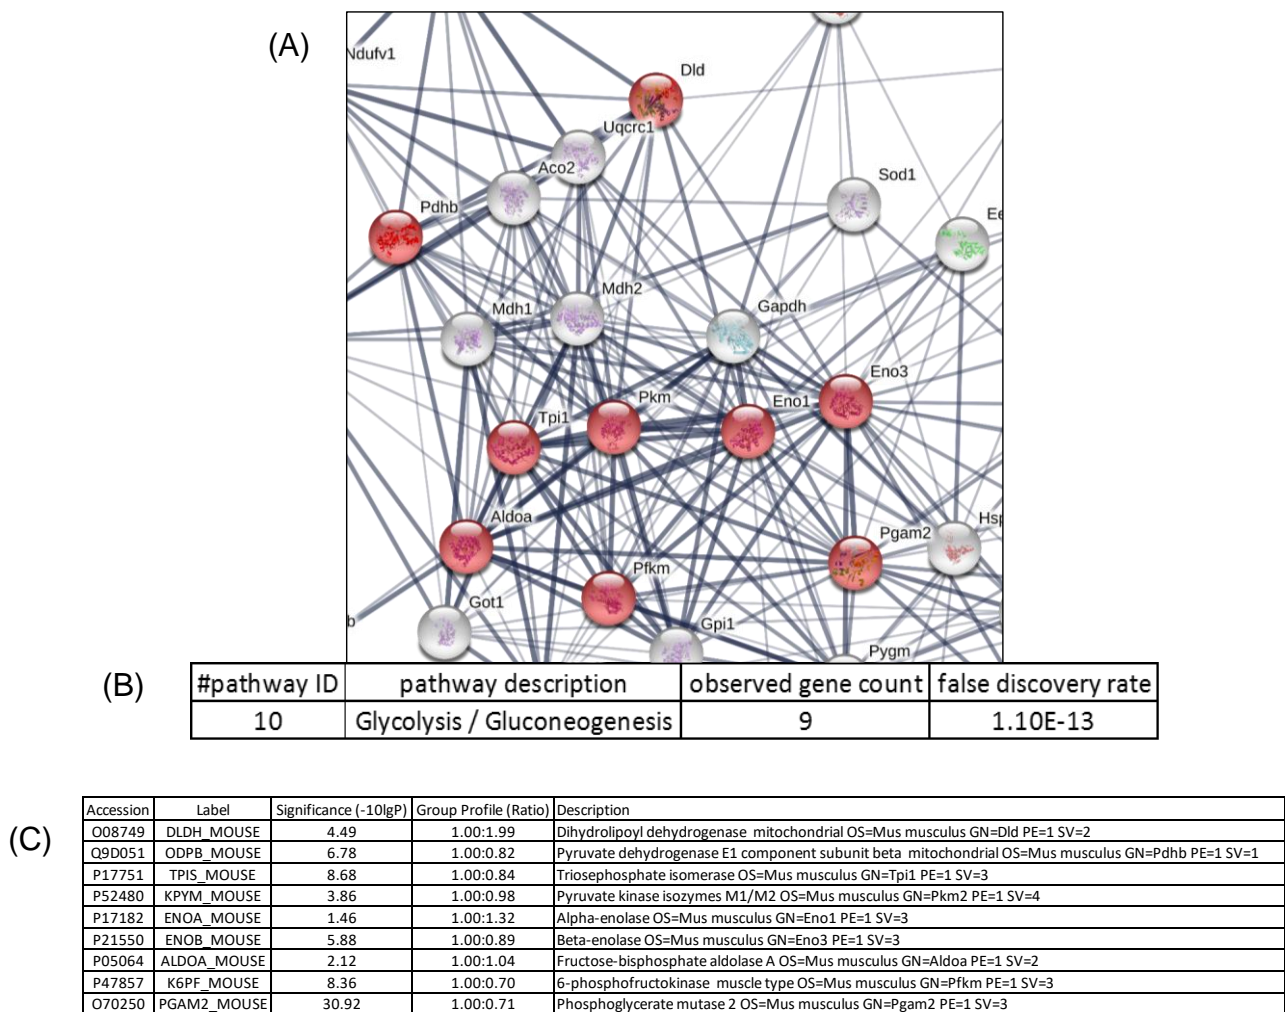 (A)
Ndufv1
Dld
Uqcrc1
Aco2
Sod1
Pdhb
Ee
Mdh2
Mdh1
Gapdh
Eno3
Pkm
Eno1
Tpi1
Aldoa
Hsp
Pgam2
Pfkm
Got1
b
Gpi1
Pygm
(B)
#pathway ID pathway description observed gene count false discovery rate
10 Glycolysis / Gluconeogenesis 9 1.10E-13
(C)
Accession Label Significance (-10lgP) Group Profile (Ratio) Description
O08749 DLDH_MOUSE 4.49 1.00:1.99 Dihydrolipoyl dehydrogenase mitochondrial OS=Mus musculus GN=Dld PE=1 SV=2
Q9D051 ODPB_MOUSE 6.78 1.00:0.82 Pyruvate dehydrogenase E1 component subunit beta mitochondrial OS=Mus musculus GN=Pdhb PE=1 SV=1
P17751 TPIS_MOUSE 8.68 1.00:0.84 Triosephosphate isomerase OS=Mus musculus GN=Tpi1 PE=1 SV=3
P52480 KPYM_MOUSE 3.86 1.00:0.98 Pyruvate kinase isozymes M1/M2 OS=Mus musculus GN=Pkm2 PE=1 SV=4
P17182 ENOA_MOUSE 1.46 1.00:1.32 Alpha-enolase OS=Mus musculus GN=Eno1 PE=1 SV=3
P21550 ENOB_MOUSE 5.88 1.00:0.89 Beta-enolase OS=Mus musculus GN=Eno3 PE=1 SV=3
P05064 ALDOA_MOUSE 2.12 1.00:1.04 Fructose-bisphosphate aldolase A OS=Mus musculus GN=Aldoa PE=1 SV=2
P47857 K6PF_MOUSE 8.36 1.00:0.70 6-phosphofructokinase muscle type OS=Mus musculus GN=Pfkm PE=1 SV=3
O70250 PGAM2_MOUSE 30.92 1.00:0.71 Phosphoglycerate mutase 2 OS=Mus musculus GN=Pgam2 PE=1 SV=3